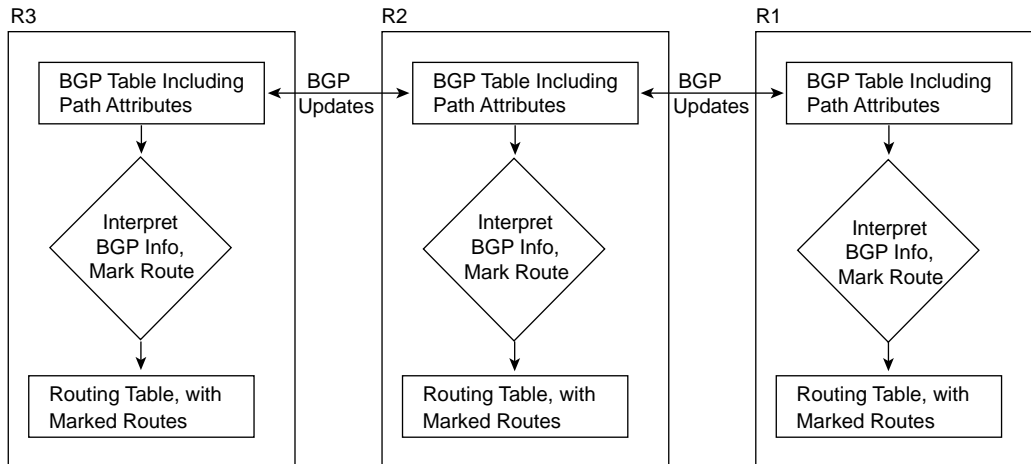 R3
R2
R1
BGP Table Including
Path Attributes
BGP
Updates
BGP Table Including
Path Attributes
BGP
Updates
BGP Table Including
Path Attributes
Interpret
BGP Info,
Mark Route
Interpret
BGP Info,
Mark Route
Interpret
BGP Info,
Mark Route
Routing Table, with
Marked Routes
Routing Table, with
Marked Routes
Routing Table, with
Marked Routes